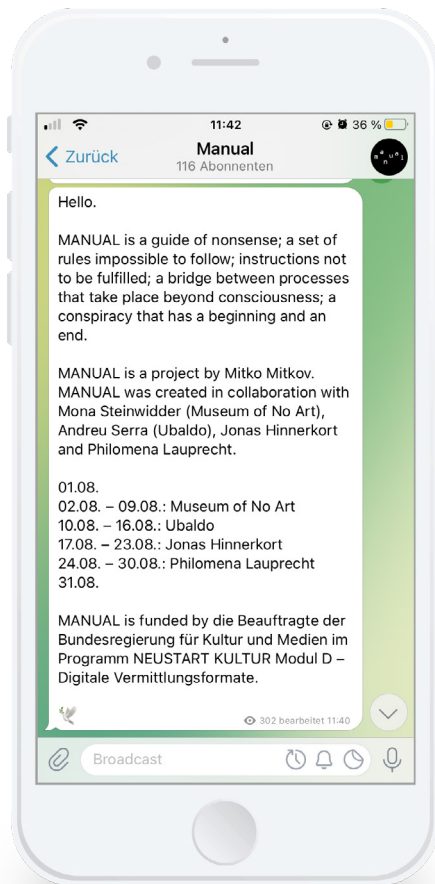 11:42
36 %
Zurück
Manual
116 Abonnenten
manual
Hello.
MANUAL is a guide of nonsense; a set of
rules impossible to follow; instructions not
to be fulfilled; a bridge between processes
that take place beyond consciousness; a
conspiracy that has a beginning and an
end.
MANUAL is a project by Mitko Mitkov.
MANUAL was created in collaboration with
Mona Steinwidder (Museum of No Art),
Andreu Serra (Ubaldo), Jonas Hinnerkort
and Philomena Lauprecht.
01.08.
02.08. – 09.08.: Museum of No Art
10.08. – 16.08.: Ubaldo
17.08. – 23.08.: Jonas Hinnerkort
24.08. – 30.08.: Philomena Lauprecht
31.08.
MANUAL is funded by die Beauftragte der
Bundesregierung für Kultur und Medien im
Programm NEUSTART KULTUR Modul D –
Digitale Vermittlungsformate.
302 bearbeitet 11:40
Broadcast